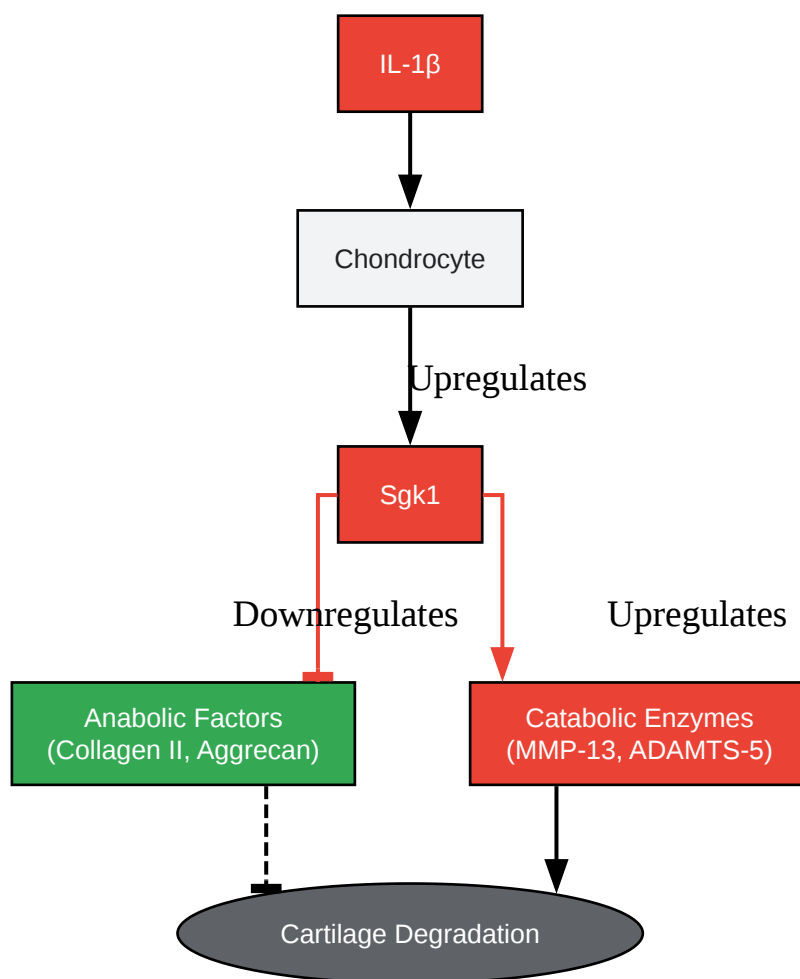 IL-1β
Chondrocyte
Upregulates
Sgk1
Downregulates
Upregulates
Anabolic Factors
(Collagen II, Aggrecan)
Catabolic Enzymes
(MMP-13, ADAMTS-5)
Cartilage Degradation